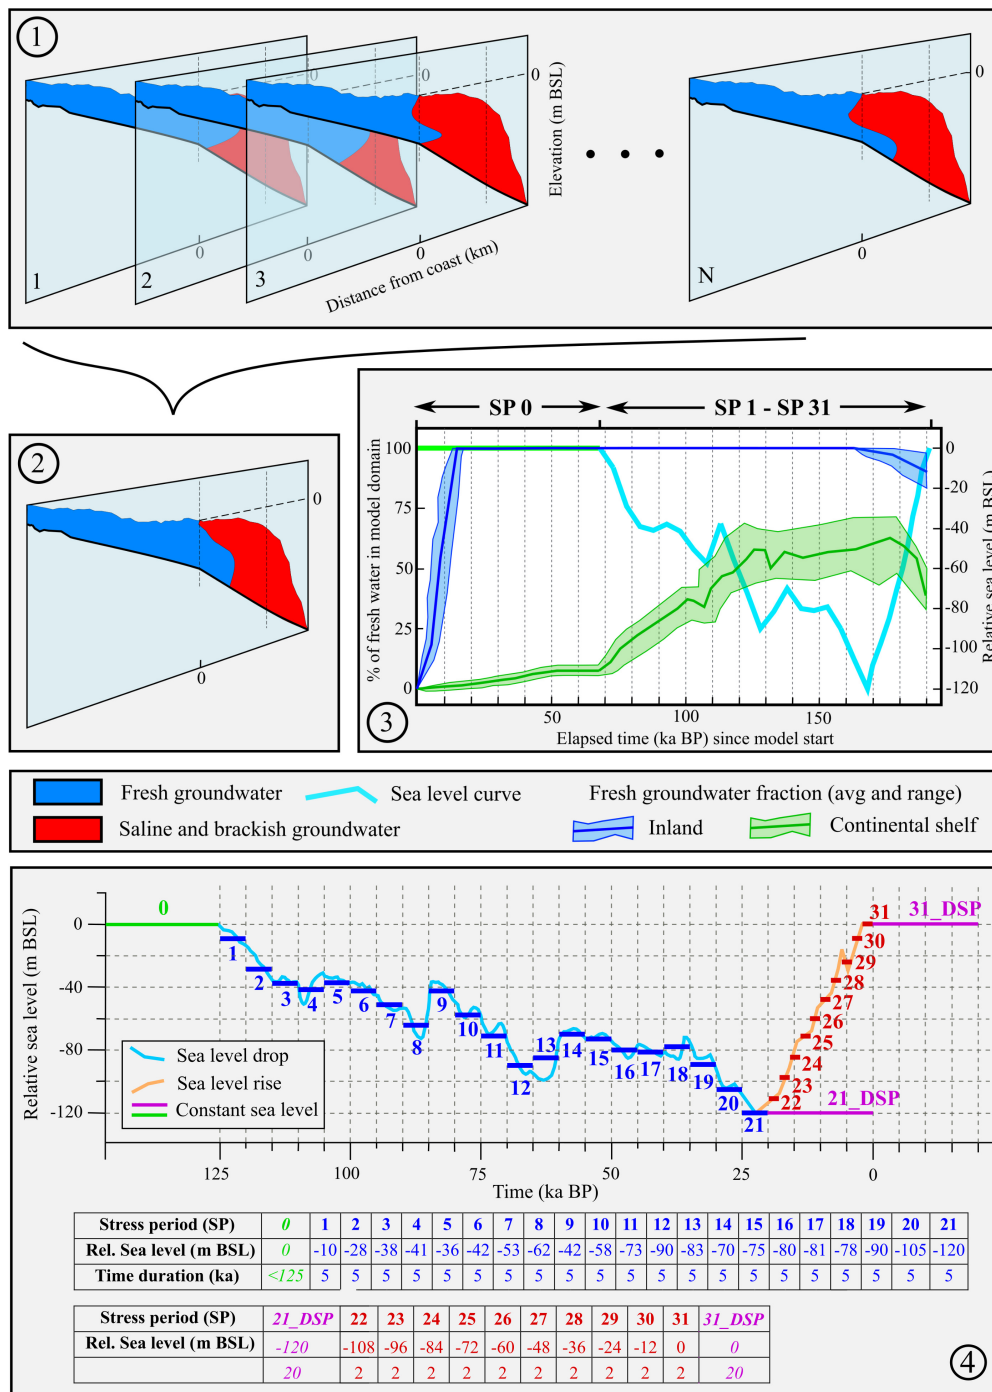 1
0
0
0
Elevation (m BSL)
0
0
0
0
0
1
2
3
N
Distance from coast (km)
2
0
0
SP 0
SP 1 - SP 31
100
75
50
25
0
% of fresh water in model domain
0
-20
-40
-60
-80
-100
-120
Relative sea level (m BSL)
50
100
150
Elapsed time (ka BP) since model start
3
Fresh groundwater
Sea level curve
Fresh groundwater fraction (avg and range)
Saline and brackish groundwater
Inland
Continental shelf
Relative sea level (m BSL)
0
-40
-80
-120
0
1
2
3
4
5
6
7
8
9
10
11
12
13
14
15
16
17
18
19
20
21
22
23
24
25
26
27
28
29
30
31
31_DSP
21_DSP
Sea level drop
Sea level rise
Constant sea level
125
100
75
50
25
0
Time (ka BP)
Stress period (SP) 0 1 2 3 4 5 6 7 8 9 10 11 12 13 14 15 16 17 18 19 20 21
Rel. Sea level (m BSL) 0 -10 -28 -38 -41 -36 -42 -53 -62 -42 -58 -73 -90 -83 -70 -75 -80 -81 -78 -90 -105 -120
Time duration (ka) <125 5 5 5 5 5 5 5 5 5 5 5 5 5 5 5 5 5 5 5 5 5
Stress period (SP) 21_DSP 22 23 24 25 26 27 28 29 30 31 31_DSP
Rel. Sea level (m BSL) -120 -108 -96 -84 -72 -60 -48 -36 -24 -12 0 0
20 2 2 2 2 2 2 2 2 2 2 20
4